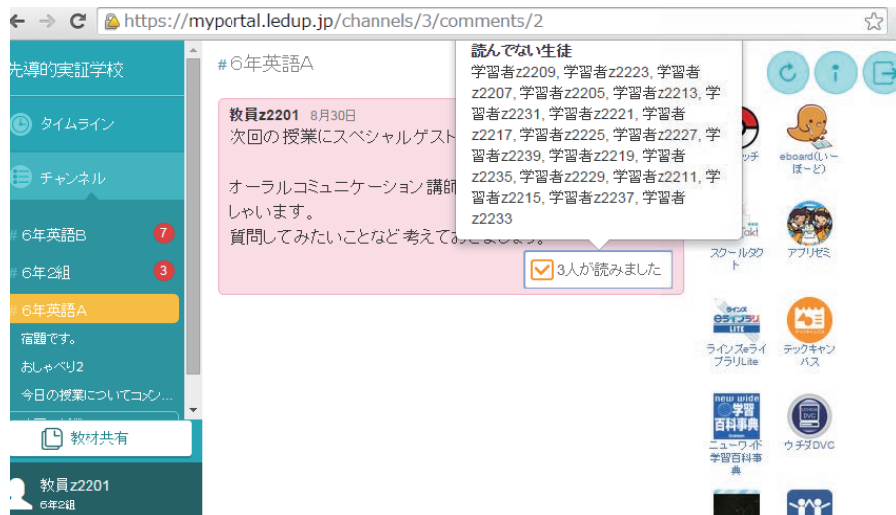 https://myportal.ledup.jp/channels/3/comments/2
先導的実証学校
タイムライン
チャンネル
# 6年英語B 7
# 6年2組 3
# 6年英語A
宿題です。
おしゃべり2
今日の授業についてコメン...
教材共有
教員z2201
6年2組
#6年英語A
教員z2201 8月30日
次回の授業にスペシャルゲスト
オーラルコミュニケーション講師
しゃいます。
質問してみたいことなど考えておきましょう。
3人が読みました
読んでない生徒
学習者z2209, 学習者z2223, 学習者
z2207, 学習者z2205, 学習者z2213, 学
習者z2231, 学習者z2221, 学習者
z2217, 学習者z2225, 学習者z2227, 学
習者z2239, 学習者z2219, 学習者
z2235, 学習者z2229, 学習者z2211, 学
習者z2215, 学習者z2237, 学習者
z2233
ッチ
eboard(いー
ぼーど)
スクールタク
ト
アプリゼミ
ラインズ
eライブラリ
LITE
ラインズeライ
ブラリLite
テックキャン
バス
new wide
学習
百科事典
ニューワイド
学習百科事
典
DVC
ウチダDVC